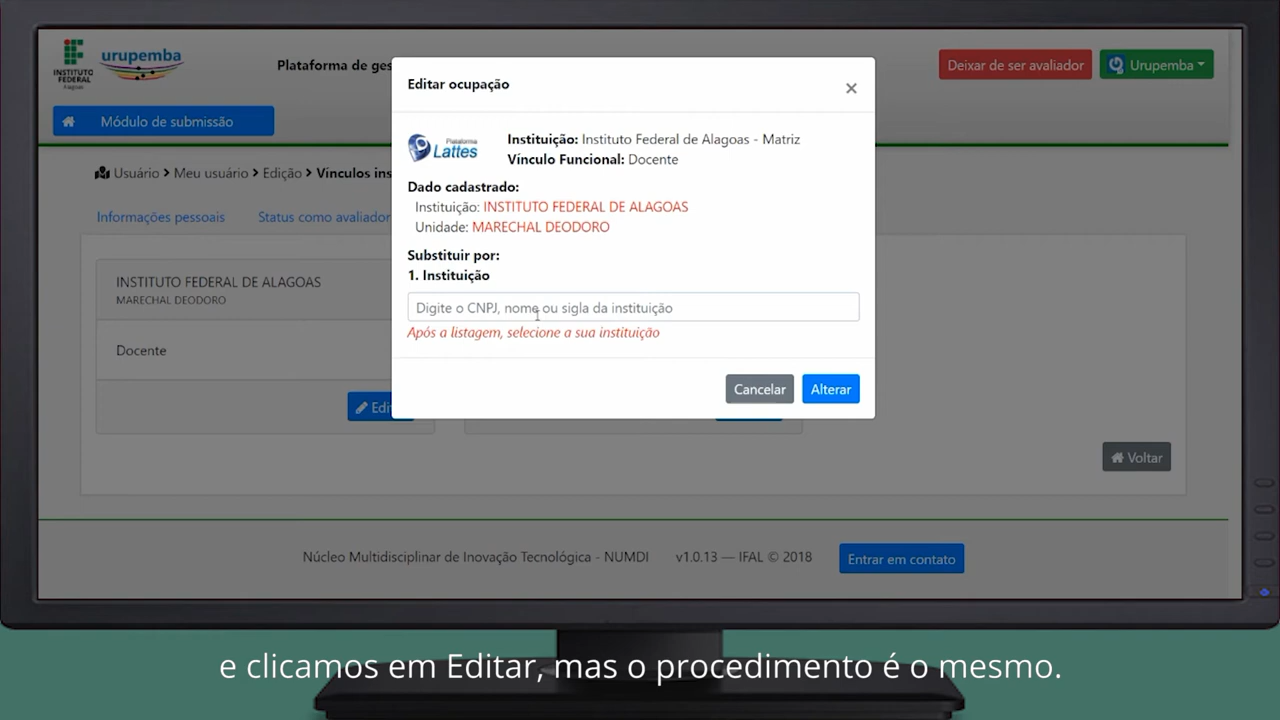 INSTITUTO
FEDERAL
Alagoas
urupemba
Plataforma de ges
Deixar de ser avaliador
Urupemba
Módulo de submissão
Usuário > Meu usuário > Edição > Vínculos ins
Informações pessoais
Status como avaliador
INSTITUTO FEDERAL DE ALAGOAS
MARECHAL DEODORO
Docente
Edi
Editar ocupação
×
Plataforma
Lattes
Instituição: Instituto Federal de Alagoas - Matriz
Vínculo Funcional: Docente
Dado cadastrado:
Instituição: INSTITUTO FEDERAL DE ALAGOAS
Unidade: MARECHAL DEODORO
Substituir por:
1. Instituição
Digite o CNPJ, nome ou sigla da instituição
Após a listagem, selecione a sua instituição
Cancelar
Alterar
Voltar
Núcleo Multidisciplinar de Inovação Tecnológica - NUMDI
v1.0.13 — IFAL © 2018
Entrar em contato
e clicamos em Editar, mas o procedimento é o mesmo.